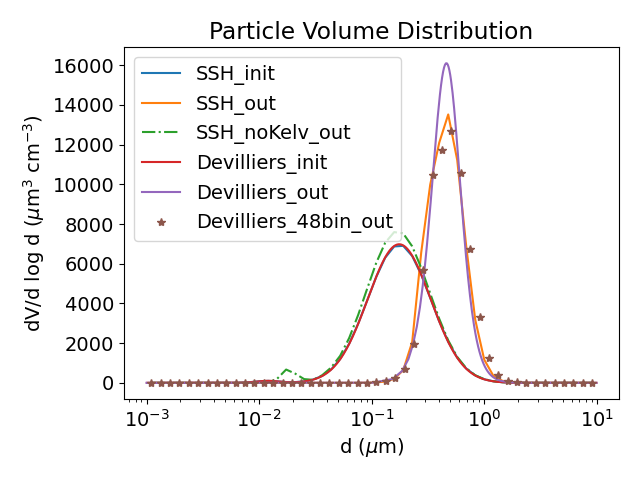 Particle Volume Distribution
dV/d log d (μm³ cm⁻³)
16000
14000
12000
10000
8000
6000
4000
2000
0
SSH_init
SSH_out
SSH_noKelv_out
Devilliers_init
Devilliers_out
Devilliers_48bin_out
10⁻³ 10⁻² 10⁻¹ 10⁰ 10¹
d (μm)